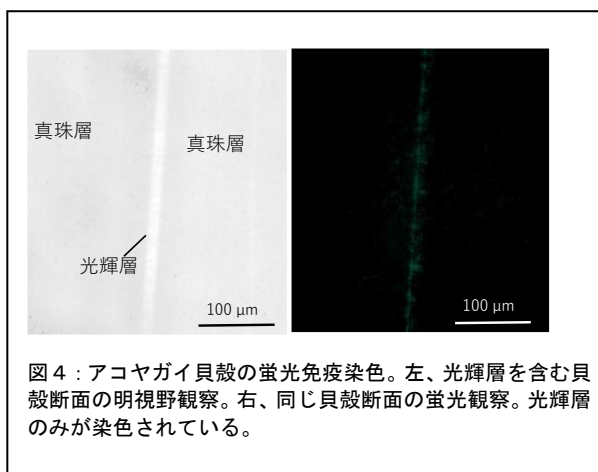 真珠層
真珠層
光輝層
100 μm
100 μm
図４：アコヤガイ貝殻の蛍光免疫染色。左、光輝層を含む貝
殻断面の明視野観察。右、同じ貝殻断面の蛍光観察。光輝層
のみが染色されている。